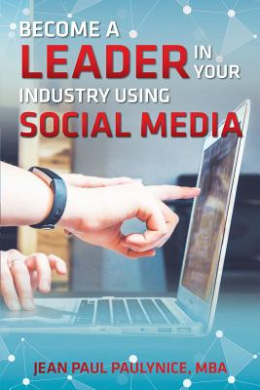 BECOME A
LEADER IN
YOUR
INDUSTRY USING
SOCIAL MEDIA
JEAN PAUL PAULYNICE, MBA